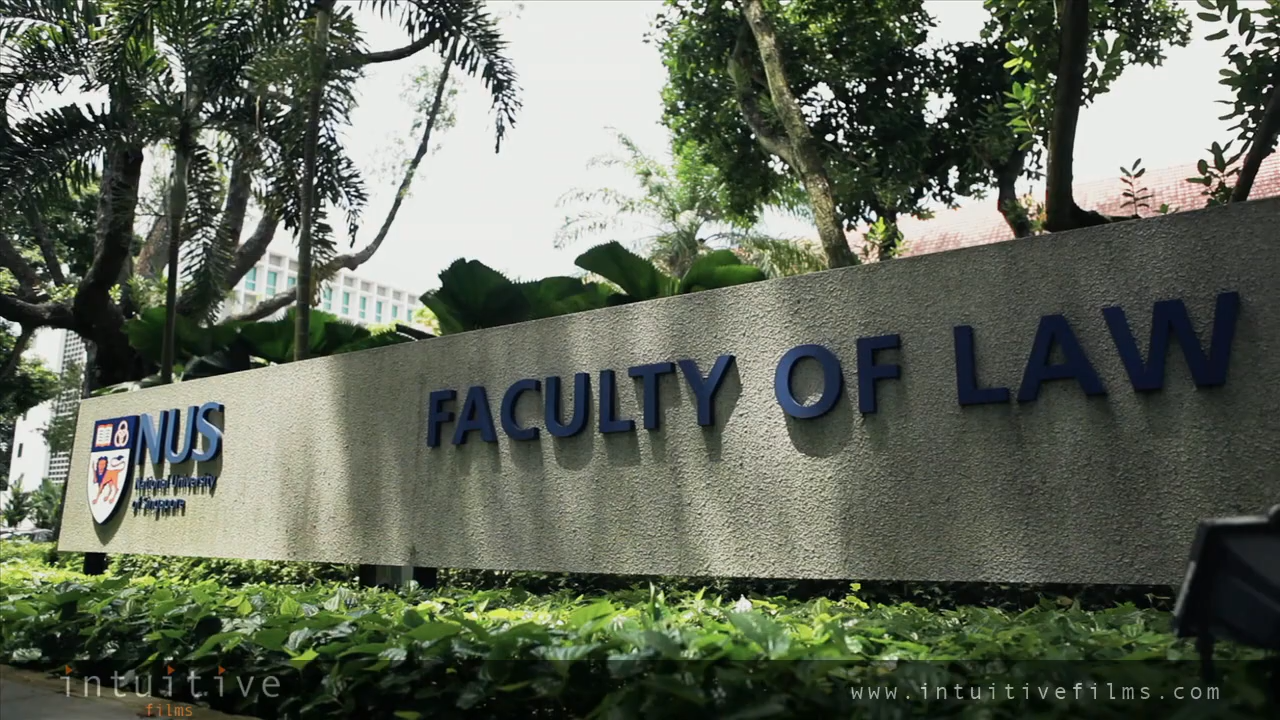 FACULTY OF LAW
NUS
National University
of Singapore
intuitive
films
www.intuitivefilms.com